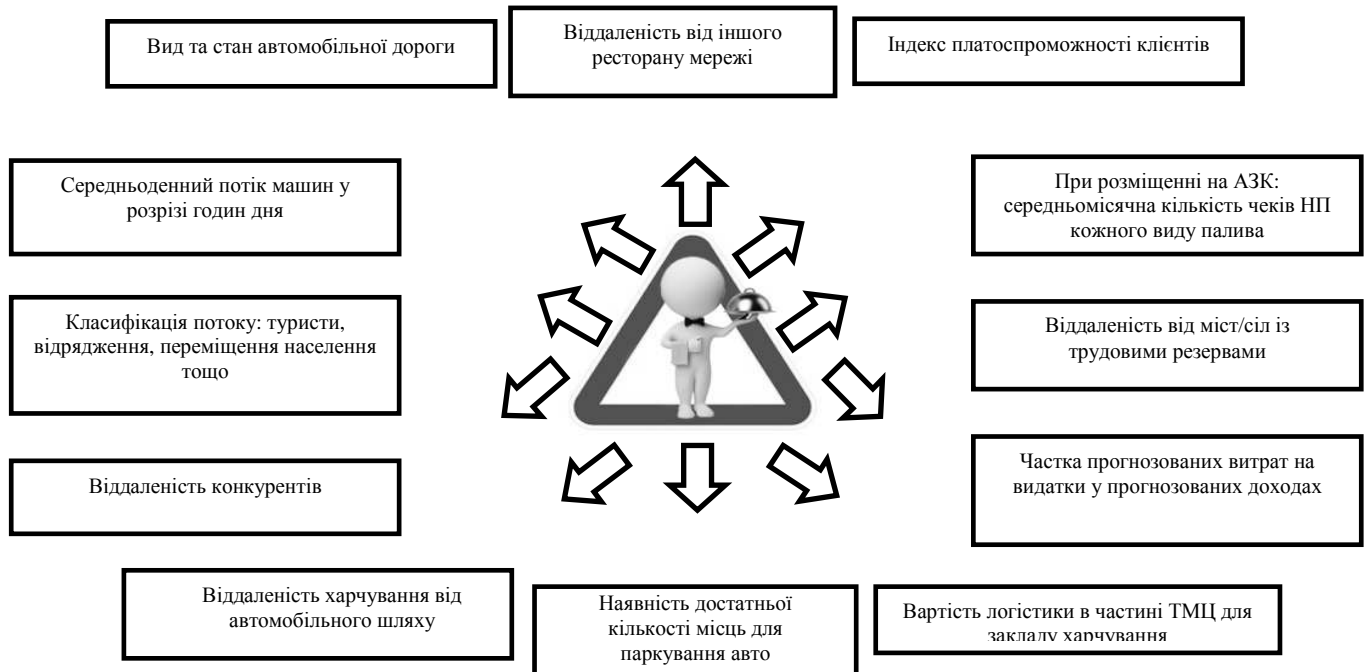 Вид та стан автомобільної дороги
Віддаленість від іншого
ресторану мережі
Індекс платоспроможності клієнтів
Середньоденний потік машин у
розрізі годин дня
При розміщенні на АЗК:
середньомісячна кількість чеків НП
кожного виду палива
Класифікація потоку: туристи,
відрядження, переміщення населення
тощо
Віддаленість від міст/сіл із
трудовими резервами
Віддаленість конкурентів
Частка прогнозованих витрат на
видатки у прогнозованих доходах
Віддаленість харчування від
автомобільного шляху
Наявність достатньої
кількості місць для
паркування авто
Вартість логістики в частині ТМЦ для
закладу харчування